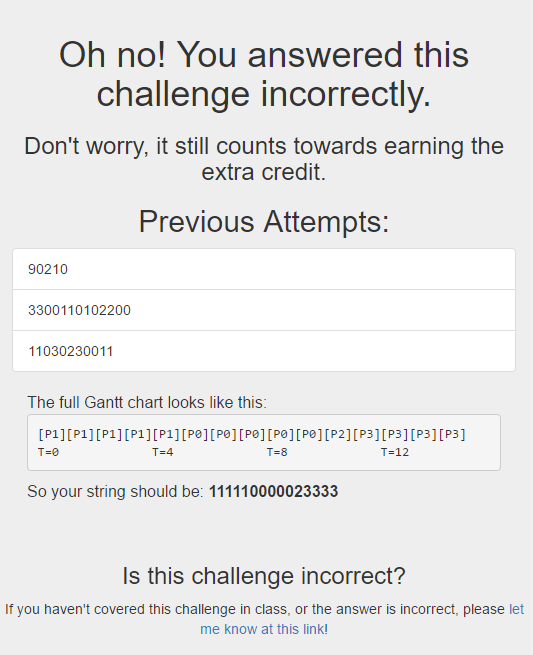 Oh no! You answered this
challenge incorrectly.
Don't worry, it still counts towards earning the
extra credit.
Previous Attempts:
90210
3300110102200
11030230011
The full Gantt chart looks like this:
[P1][P1][P1][P1][P1][P0][P0][P0][P0][P0][P2][P3][P3][P3][P3]
T=0 T=4 T=8 T=12
So your string should be: 111110000023333
Is this challenge incorrect?
If you haven't covered this challenge in class, or the answer is incorrect, please let
me know at this link!